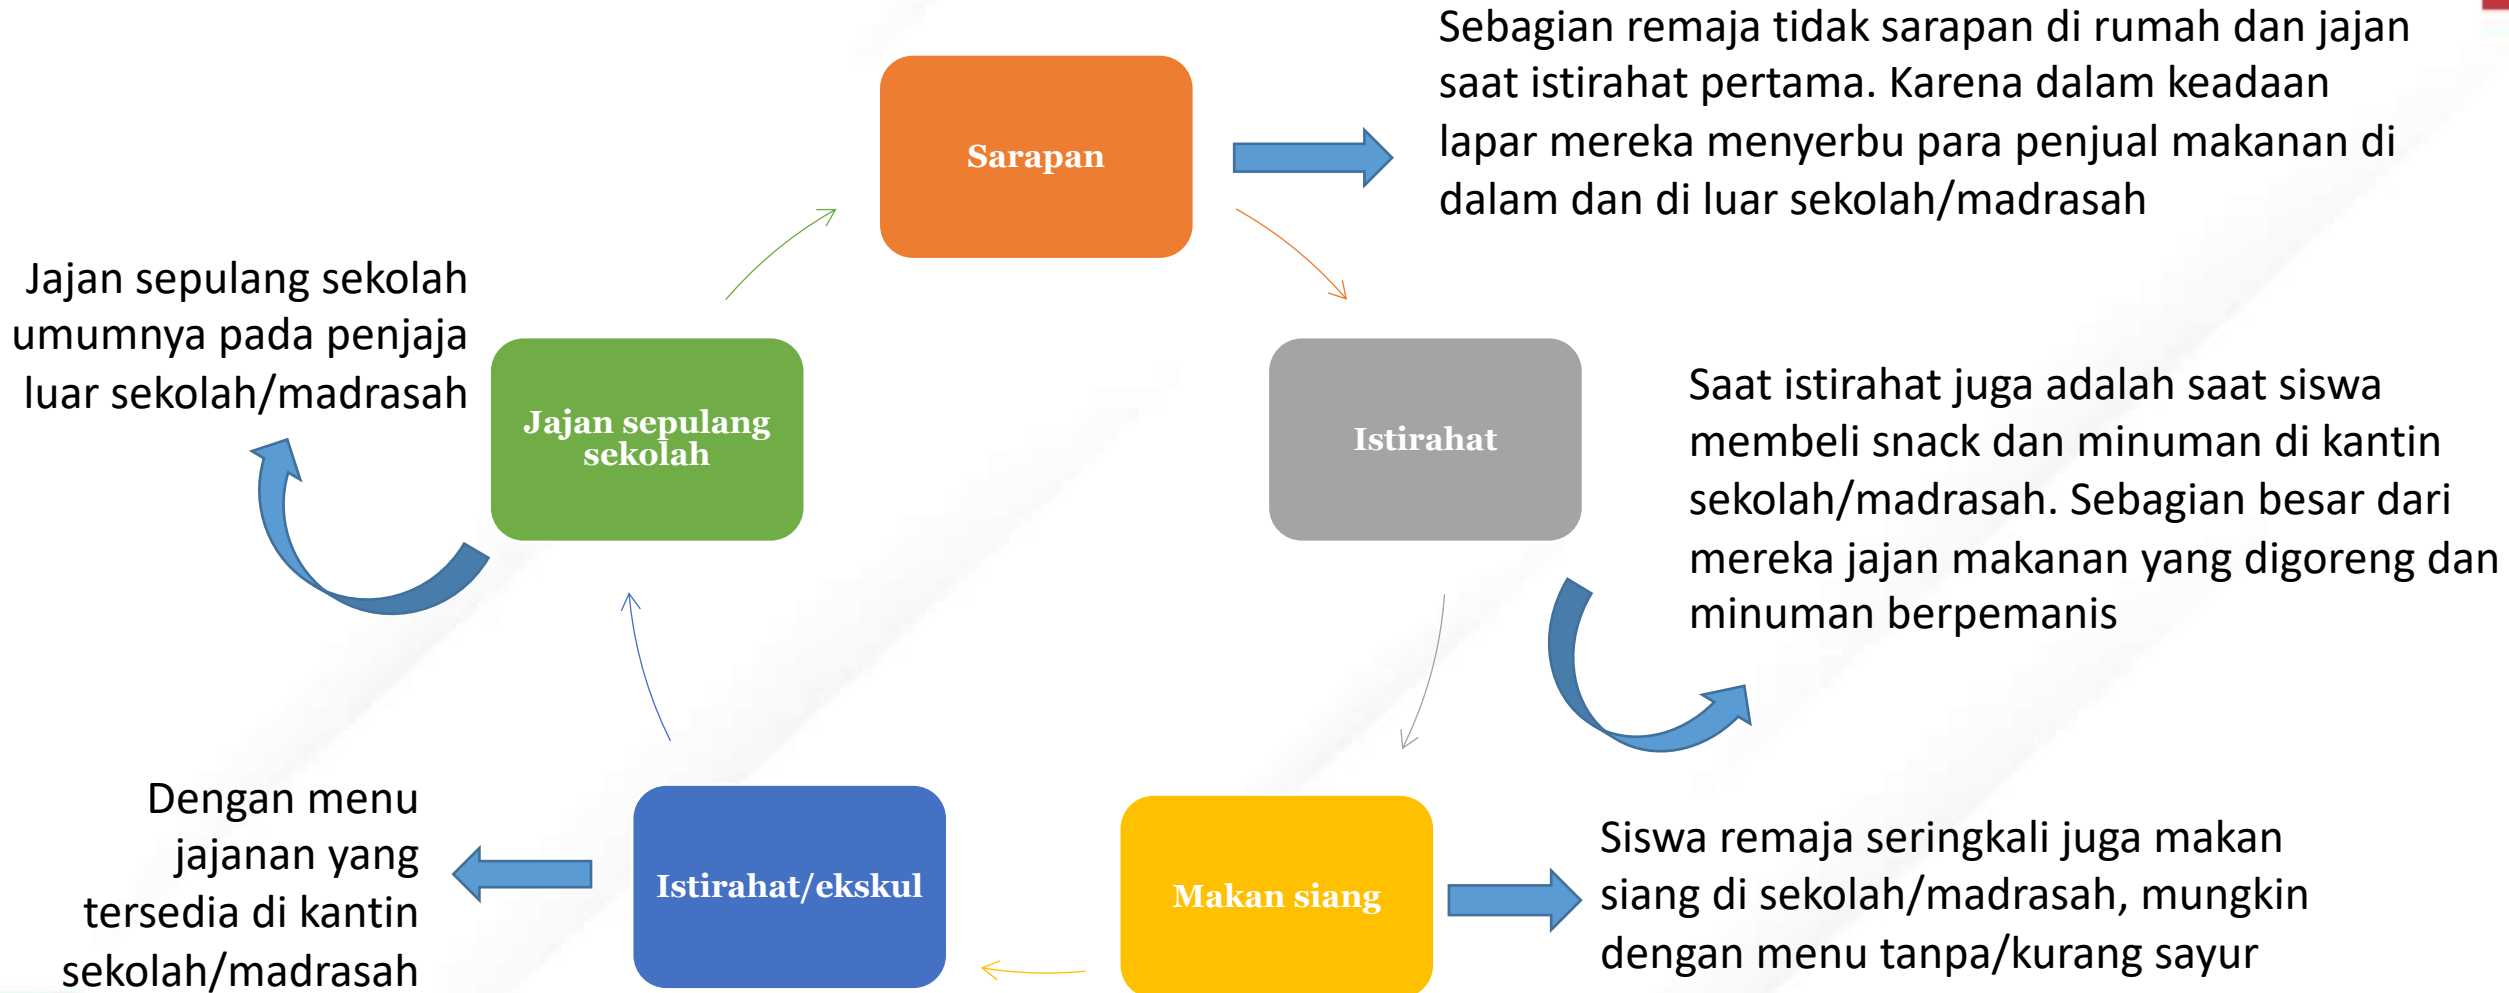 Sarapan
Sebagian remaja tidak sarapan di rumah dan jajan
saat istirahat pertama. Karena dalam keadaan
lapar mereka menyerbu para penjual makanan di
dalam dan di luar sekolah/madrasah
Istirahat
Saat istirahat juga adalah saat siswa
membeli snack dan minuman di kantin
sekolah/madrasah. Sebagian besar dari
mereka jajan makanan yang digoreng dan
minuman berpemanis
Makan siang
Siswa remaja seringkali juga makan
siang di sekolah/madrasah, mungkin
dengan menu tanpa/kurang sayur
Istirahat/ekskul
Dengan menu
jajanan yang
tersedia di kantin
sekolah/madrasah
Jajan sepulang
sekolah
Jajan sepulang sekolah
umumnya pada penjaja
luar sekolah/madrasah